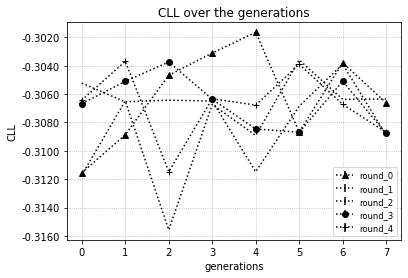 CLL over the generations
-0.3020
-0.3040
-0.3060
-0.3080
-0.3100
-0.3120
-0.3140
-0.3160
CLL
round_0
round_1
round_2
round_3
round_4
0 1 2 3 4 5 6 7
generations